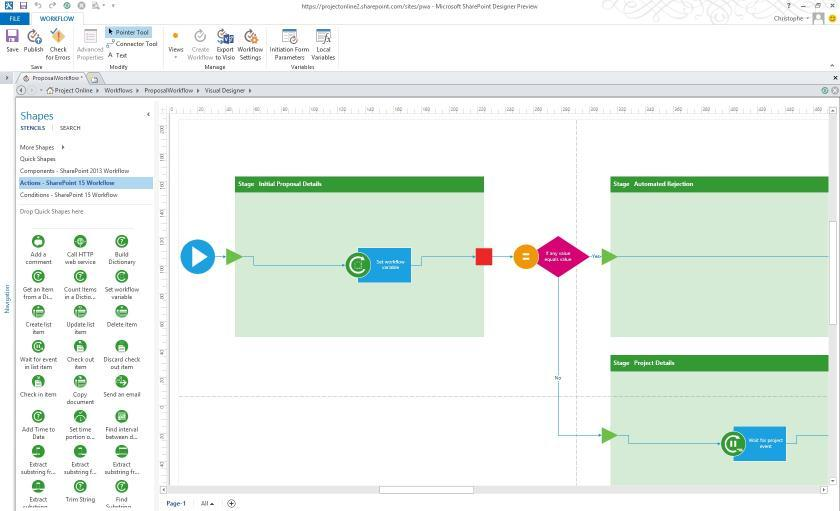 https://projectonline2.sharepoint.com/sites/pwa - Microsoft SharePoint Designer Preview
FILE WORKFLOW
Christophe
Save
Publish
Check for Errors
Save
Advanced Properties
Pointer Tool
Connector Tool
Text
Modify
Views
Create Workflow
Export to Visio
Workflow Settings
Manage
Initiation Form Parameters
Local Variables
Variables
ProposalWorkflow *
Project Online Workflows ProposalWorkflow Visual Designer
Navigation
Shapes
STENCILS SEARCH
More Shapes
Quick Shapes
Components - SharePoint 2013 Workflow
Actions - SharePoint 15 Workflow
Conditions - SharePoint 15 Workflow
Drop Quick Shapes here
Add a comment
Call HTTP web service
Build Dictionary
Get an Item from a Di...
Count Items in a Dictio...
Set workflow variable
Create list item
Update list item
Delete item
Wait for event in list item
Check out item
Discard check out item
Check in item
Copy document
Send an email
Add Time to Date
Set time portion o...
Find interval between d...
Extract substring fr...
Extract substring f...
Extract substring fr...
Extract substring
Trim String
Find Substring
Stage Initial Proposal Details
Set workflow variable
If any value equals value
Yes
No
Stage Automated Rejection
Stage Project Details
Wait for project event
Page-1 All